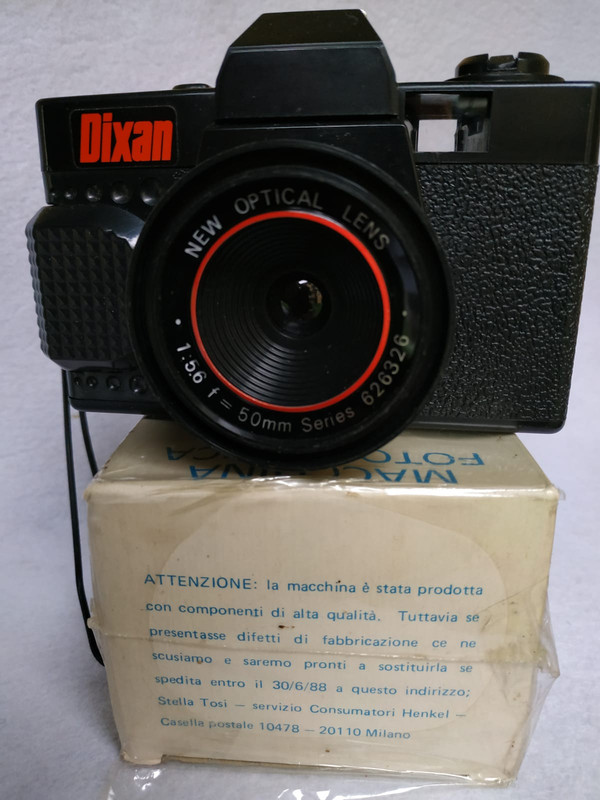 Dixan
NEW OPTICAL LENS
1:5.6 f = 50mm Series 626326
MACCHINA
FOTOGRAFICA
ATTENZIONE: la macchina è stata prodotta
con componenti di alta qualità. Tuttavia se
presentasse difetti di fabbricazione ce ne
scusiamo e saremo pronti a sostituirla se
spedita entro il 30/6/88 a questo indirizzo;
Stella Tosi – servizio Consumatori Henkel –
Casella postale 10478 – 20110 Milano